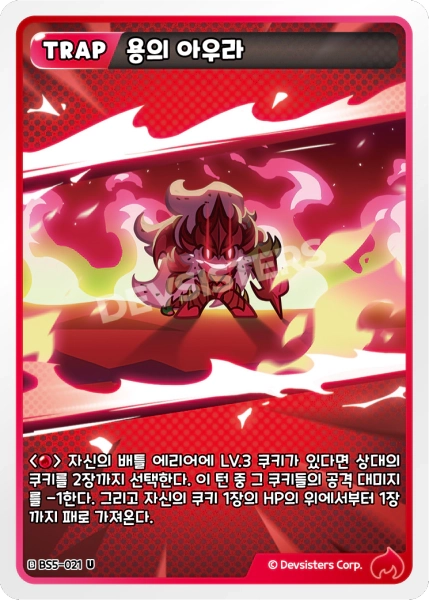 TRAP 용의 아우라
DEVSISTERS
<●> 자신의 배틀 에리어에 LV.3 쿠키가 있다면 상대의
쿠키를 2장까지 선택한다. 이 턴 중 그 쿠키들의 공격 대미지
를 -1한다. 그리고 자신의 쿠키 1장의 HP의 위에서부터 1장
까지 패로 가져온다.
B BS5-021 U
© Devsisters Corp.